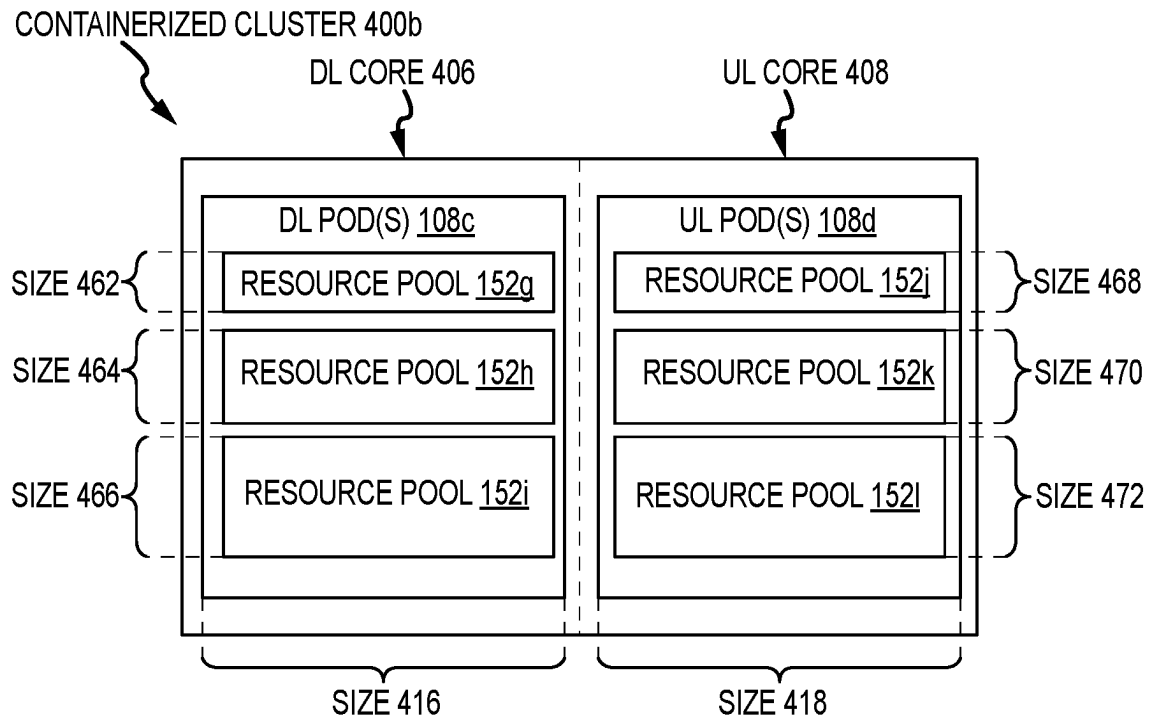 CONTAINERIZED CLUSTER 400b
DL CORE 406
UL CORE 408
DL POD(S) 108c
UL POD(S) 108d
SIZE 462
RESOURCE POOL 152g
RESOURCE POOL 152j
SIZE 468
SIZE 464
RESOURCE POOL 152h
RESOURCE POOL 152k
SIZE 470
SIZE 466
RESOURCE POOL 152i
RESOURCE POOL 152l
SIZE 472
SIZE 416
SIZE 418